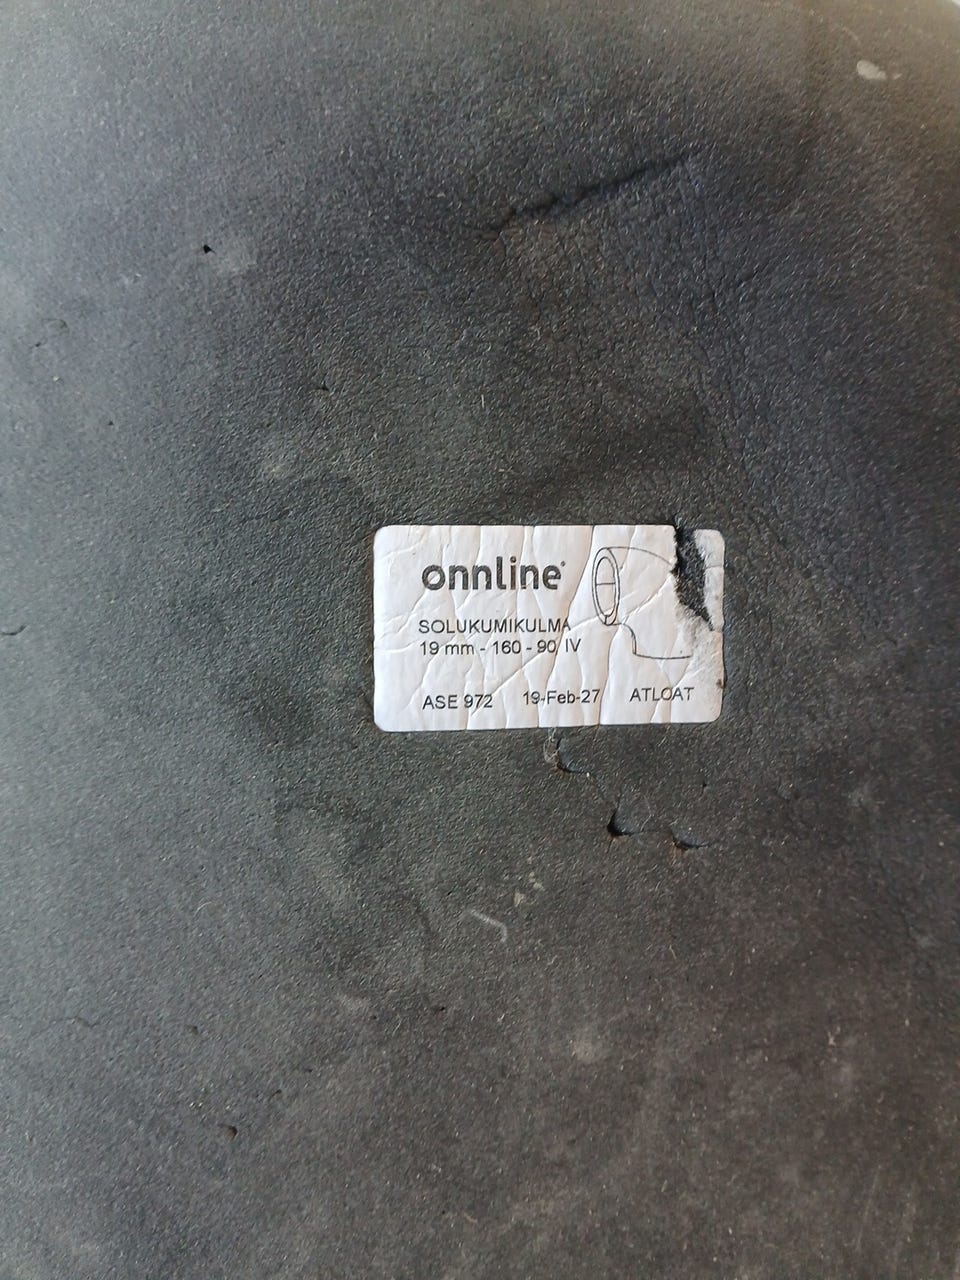 onnline
SOLUKUMIKULMA
19 mm - 160 - 90 IV
ASE 972 19-Feb-27 ATLOAT